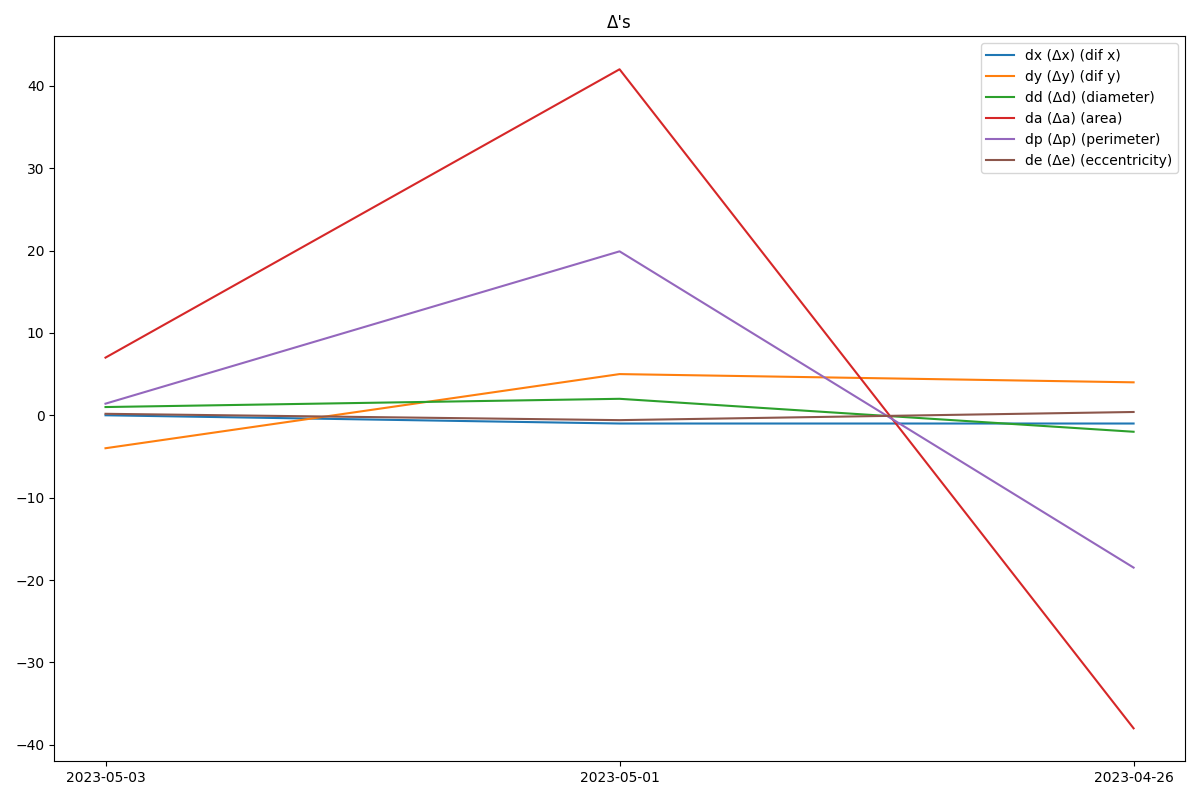 Δ's
dx (Δx) (dif x)
dy (Δy) (dif y)
dd (Δd) (diameter)
da (Δa) (area)
dp (Δp) (perimeter)
de (Δe) (eccentricity)
40
30
20
10
0
−10
−20
−30
−40
2023-05-03 2023-05-01 2023-04-26